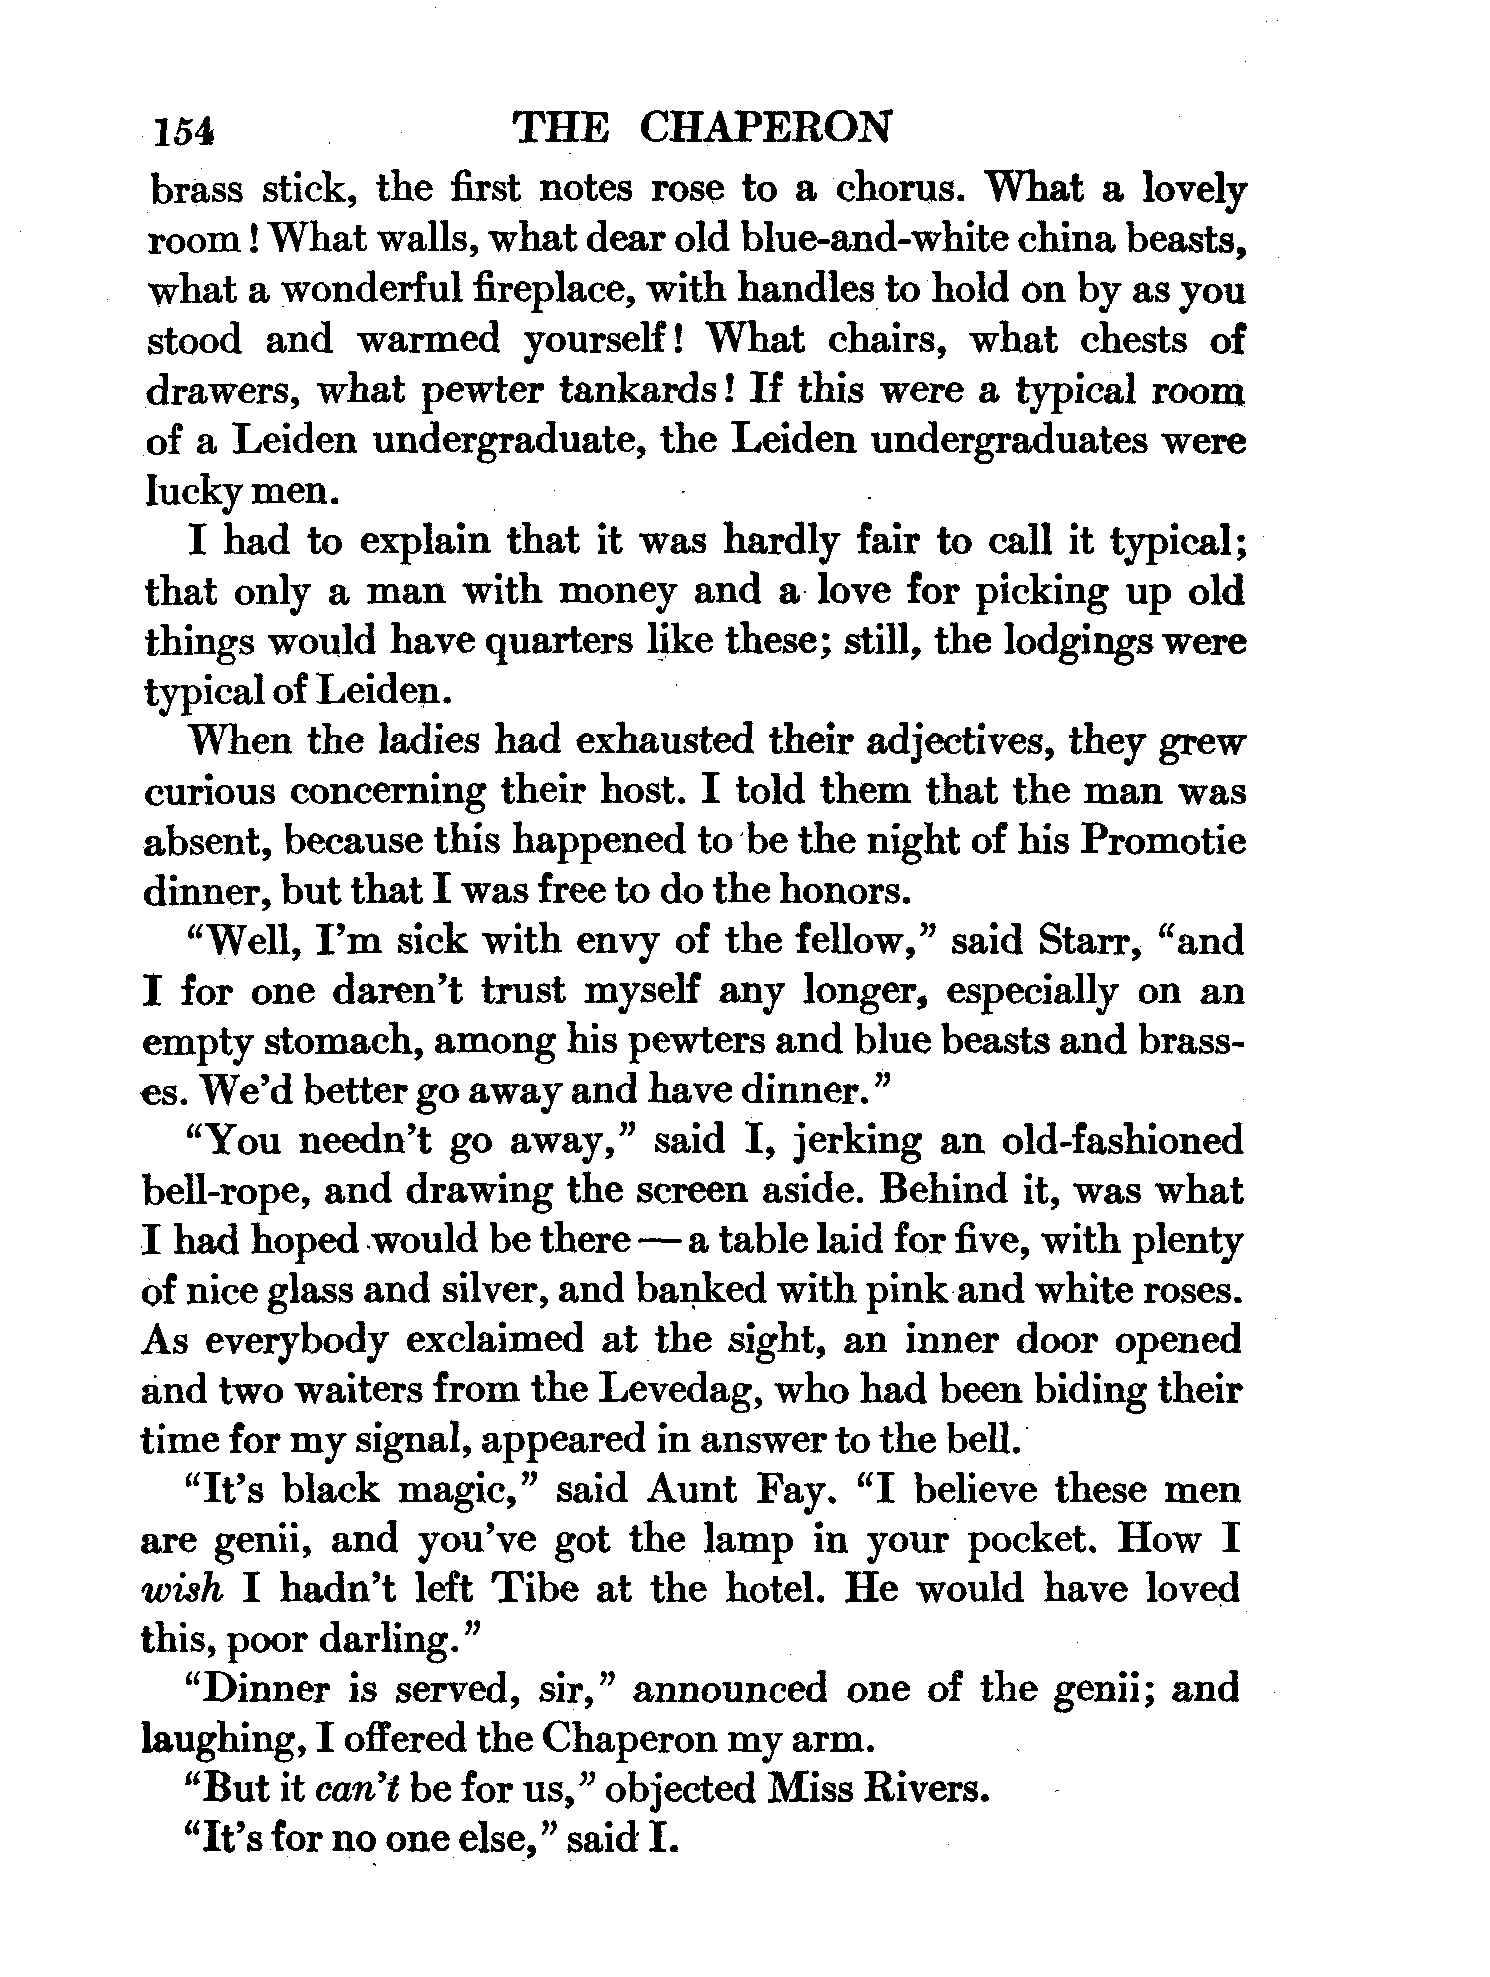 154 THE CHAPERON
brass stick, the first notes rose to a chorus. What a lovely
room! What walls, what dear old blue-and-white china beasts,
what a wonderful fireplace, with handles to hold on by as you
stood and warmed yourself! What chairs, what chests of
drawers, what pewter tankards! If this were a typical room
of a Leiden undergraduate, the Leiden undergraduates were
lucky men.
I had to explain that it was hardly fair to call it typical;
that only a man with money and a love for picking up old
things would have quarters like these; still, the lodgings were
typical of Leiden.
When the ladies had exhausted their adjectives, they grew
curious concerning their host. I told them that the man was
absent, because this happened to be the night of his Promotie
dinner, but that I was free to do the honors.
“Well, I’m sick with envy of the fellow,” said Starr, “and
I for one daren’t trust myself any longer, especially on an
empty stomach, among his pewters and blue beasts and brass-
es. We’d better go away and have dinner.”
“You needn’t go away,” said I, jerking an old-fashioned
bell-rope, and drawing the screen aside. Behind it, was what
I had hoped would be there — a table laid for five, with plenty
of nice glass and silver, and banked with pink and white roses.
As everybody exclaimed at the sight, an inner door opened
and two waiters from the Levedag, who had been biding their
time for my signal, appeared in answer to the bell.
“It’s black magic,” said Aunt Fay. “I believe these men
are genii, and you’ve got the lamp in your pocket. How I
wish I hadn’t left Tibe at the hotel. He would have loved
this, poor darling.”
“Dinner is served, sir,” announced one of the genii; and
laughing, I offered the Chaperon my arm.
“But it can’t be for us,” objected Miss Rivers.
“It’s for no one else,” said I.